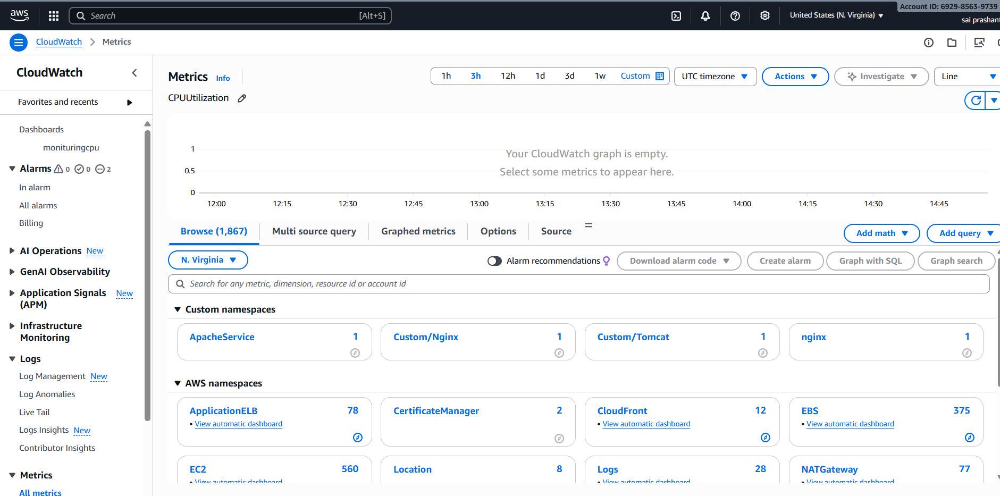 aws
Search [Alt+S]
United States (N. Virginia)
Account ID: 6929-8563-9739
sai prashant
CloudWatch > Metrics
CloudWatch
Favorites and recents
Dashboards
monituringcpu
Alarms 0 0 2
In alarm
All alarms
Billing
AI Operations New
GenAI Observability
Application Signals New
(APM)
Infrastructure
Monitoring
Logs
Log Management New
Log Anomalies
Live Tail
Logs Insights New
Contributor Insights
Metrics
All metrics
Metrics Info
1h 3h 12h 1d 3d 1w Custom
UTC timezone
Actions
Investigate
Line
CPUUtilization
1
0.5
0
Your CloudWatch graph is empty.
Select some metrics to appear here.
12:00 12:15 12:30 12:45 13:00 13:15 13:30 13:45 14:00 14:15 14:30 14:45
Browse (1,867) Multi source query Graphed metrics Options Source
Add math
Add query
N. Virginia
Alarm recommendations
Download alarm code
Create alarm
Graph with SQL
Graph search
Search for any metric, dimension, resource id or account id
Custom namespaces
ApacheService 1
Custom/Nginx 1
Custom/Tomcat 1
nginx 1
AWS namespaces
ApplicationELB 78
• View automatic dashboard
CertificateManager 2
CloudFront 12
• View automatic dashboard
EBS 375
• View automatic dashboard
EC2 560
• View automatic dashboard
Location 8
Logs 28
• View automatic dashboard
NATGateway 77
• View automatic dashboard